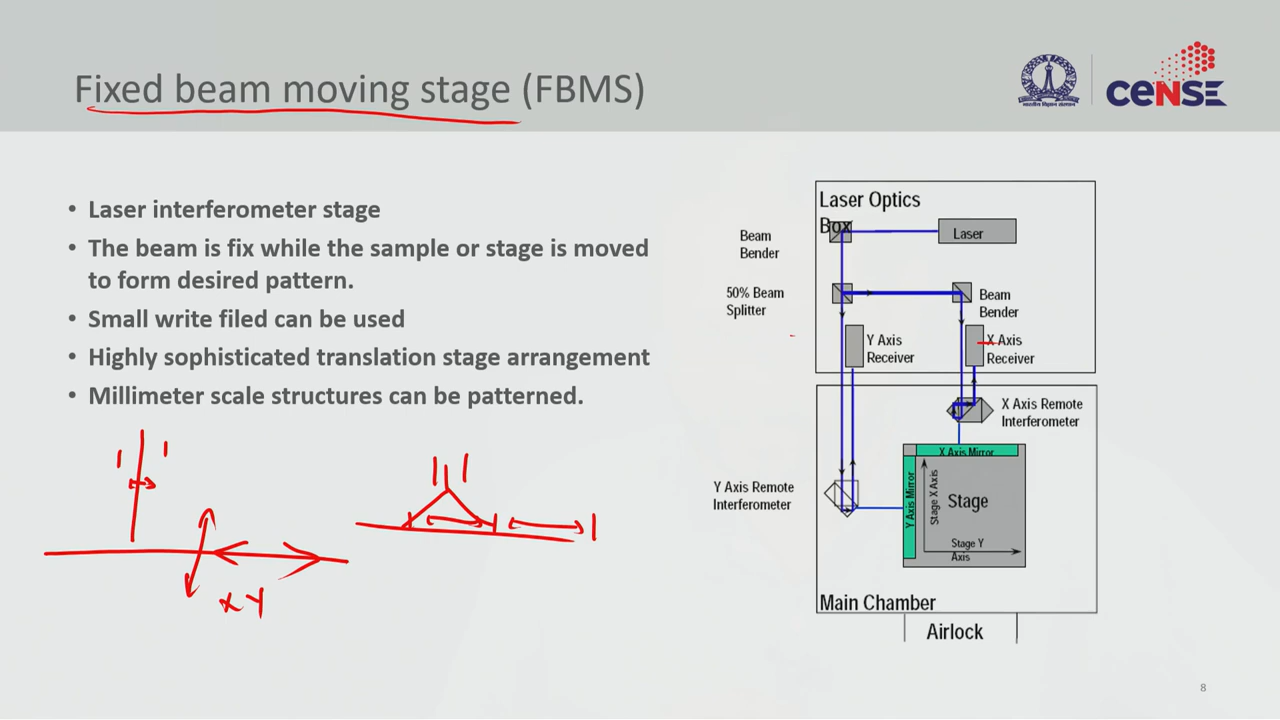 Fixed beam moving stage (FBMS)
CeNSE
• Laser interferometer stage
• The beam is fix while the sample or stage is moved
to form desired pattern.
• Small write filed can be used
• Highly sophisticated translation stage arrangement
• Millimeter scale structures can be patterned.
X Y
Laser Optics
Box
Laser
Beam
Bender
50% Beam
Splitter
Beam
Bender
Y Axis
Receiver
X Axis
Receiver
X Axis Remote
Interferometer
Y Axis Remote
Interferometer
X Axis Mirror
Y Axis Mirror
Stage X Axis
Stage
Stage Y
Axis
Main Chamber
Airlock
8